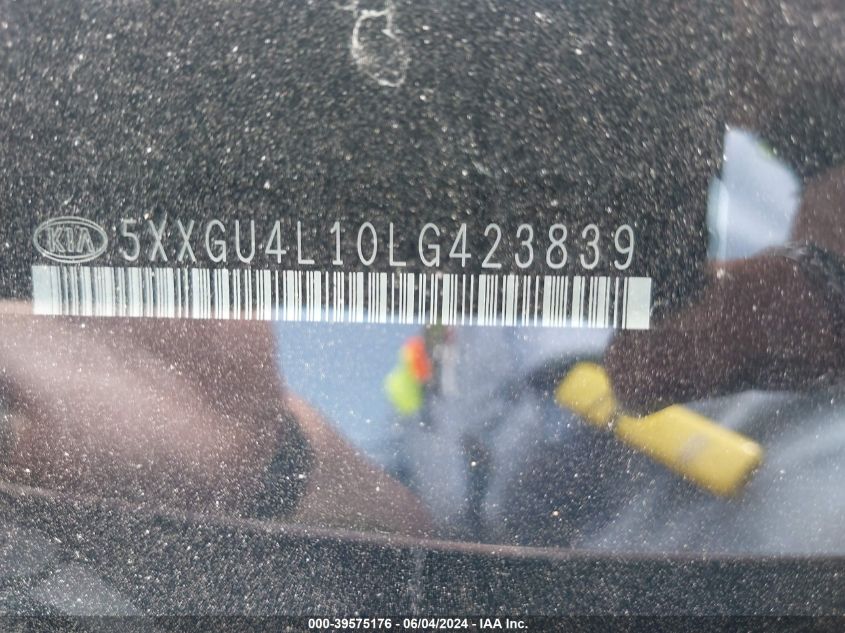 KIA 5XXGU4L10LG423839
000-39575176 - 06/04/2024 - IAA Inc.